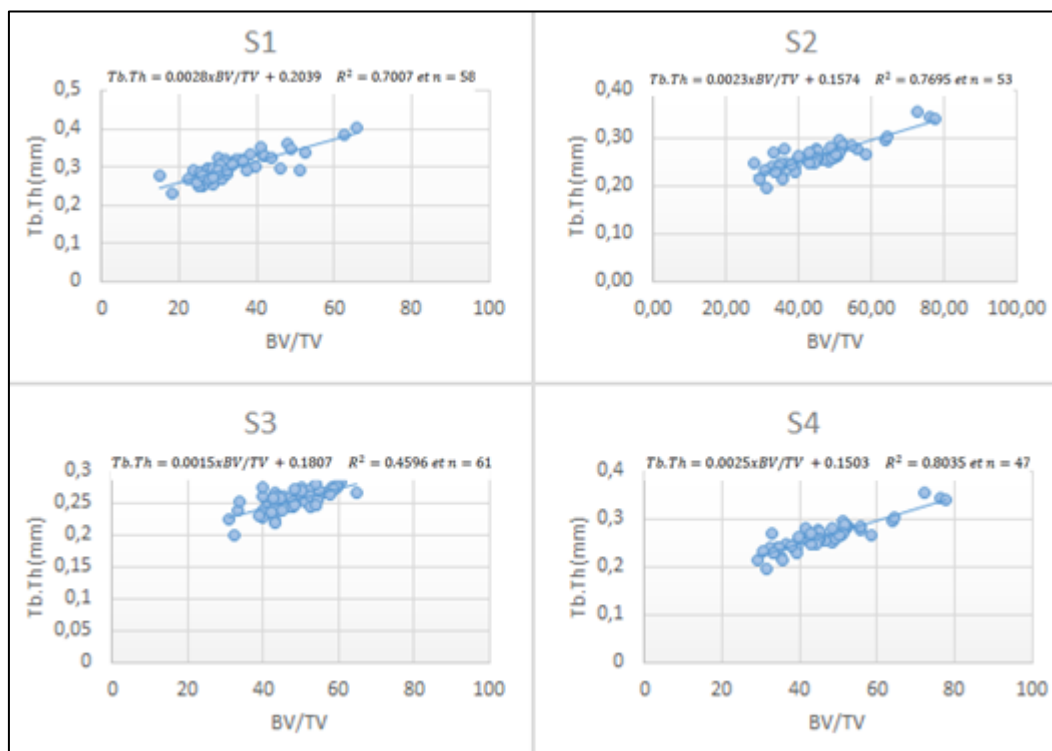 S1
Tb.Th = 0.0028xBV/TV + 0.2039 R² = 0.7007 et n = 58
0,5
0,4
0,3
0,2
0,1
0
Tb.Th(mm)
0 20 40 60 80 100
BV/TV
S2
Tb.Th = 0.0023xBV/TV + 0.1574 R² = 0.7695 et n = 53
0,40
0,30
0,20
0,10
0,00
Tb.Th(mm)
0,00 20,00 40,00 60,00 80,00 100,00
BV/TV
S3
Tb.Th = 0.0015xBV/TV + 0.1807 R² = 0.4596 et n = 61
0,3
0,25
0,2
0,15
0,1
0,05
0
Tb.Th(mm)
0 20 40 60 80 100
BV/TV
S4
Tb.Th = 0.0025xBV/TV + 0.1503 R² = 0.8035 et n = 47
0,4
0,3
0,2
0,1
0
Tb.Th(mm)
0 20 40 60 80 100
BV/TV